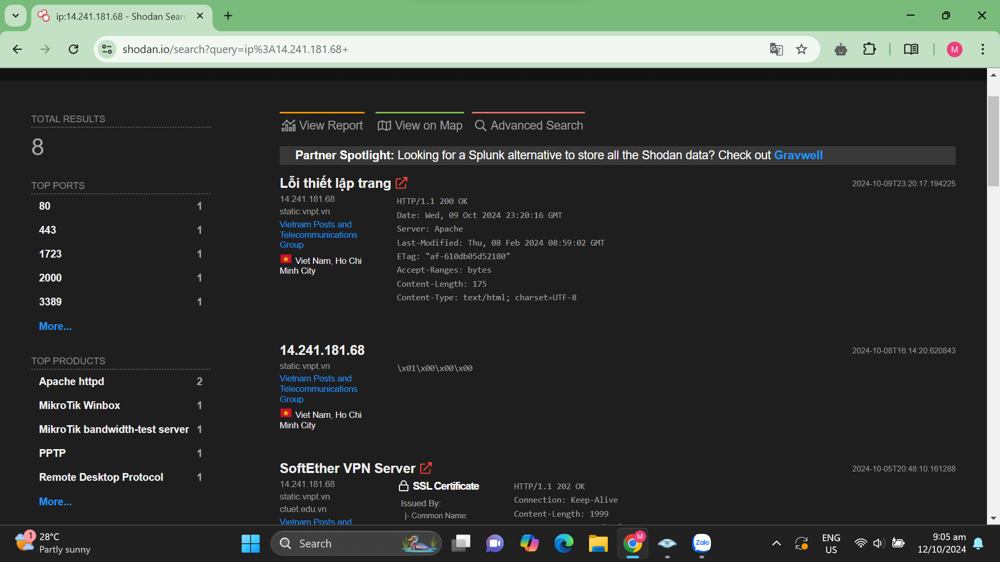 ip:14.241.181.68 - Shodan Sear
shodan.io/search?query=ip%3A14.241.181.68+
M
TOTAL RESULTS
8
TOP PORTS
80 1
443 1
1723 1
2000 1
3389 1
More...
TOP PRODUCTS
Apache httpd 2
MikroTik Winbox 1
MikroTik bandwidth-test server 1
PPTP 1
Remote Desktop Protocol 1
More...
View Report View on Map Advanced Search
Partner Spotlight: Looking for a Splunk alternative to store all the Shodan data? Check out Gravwell
Lỗi thiết lập trang
2024-10-09T23:20:17.194225
14.241.181.68
static.vnpt.vn
Vietnam Posts and
Telecommunications
Group
Viet Nam, Ho Chi
Minh City
HTTP/1.1 200 OK
Date: Wed, 09 Oct 2024 23:20:16 GMT
Server: Apache
Last-Modified: Thu, 08 Feb 2024 08:59:02 GMT
ETag: "af-610db05d52180"
Accept-Ranges: bytes
Content-Length: 175
Content-Type: text/html; charset=UTF-8
14.241.181.68
2024-10-08T16:14:20.620843
static.vnpt.vn
Vietnam Posts and
Telecommunications
Group
Viet Nam, Ho Chi
Minh City
\x01\x00\x00\x00
SoftEther VPN Server
2024-10-05T20:48:10.161288
14.241.181.68
static.vnpt.vn
ctuet.edu.vn
Vietnam Posts and
SSL Certificate
Issued By:
|- Common Name:
HTTP/1.1 202 OK
Connection: Keep-Alive
Content-Length: 1999
1
28°C
Partly sunny
Search
M
Zalo
ENG
US
9:05 am
12/10/2024